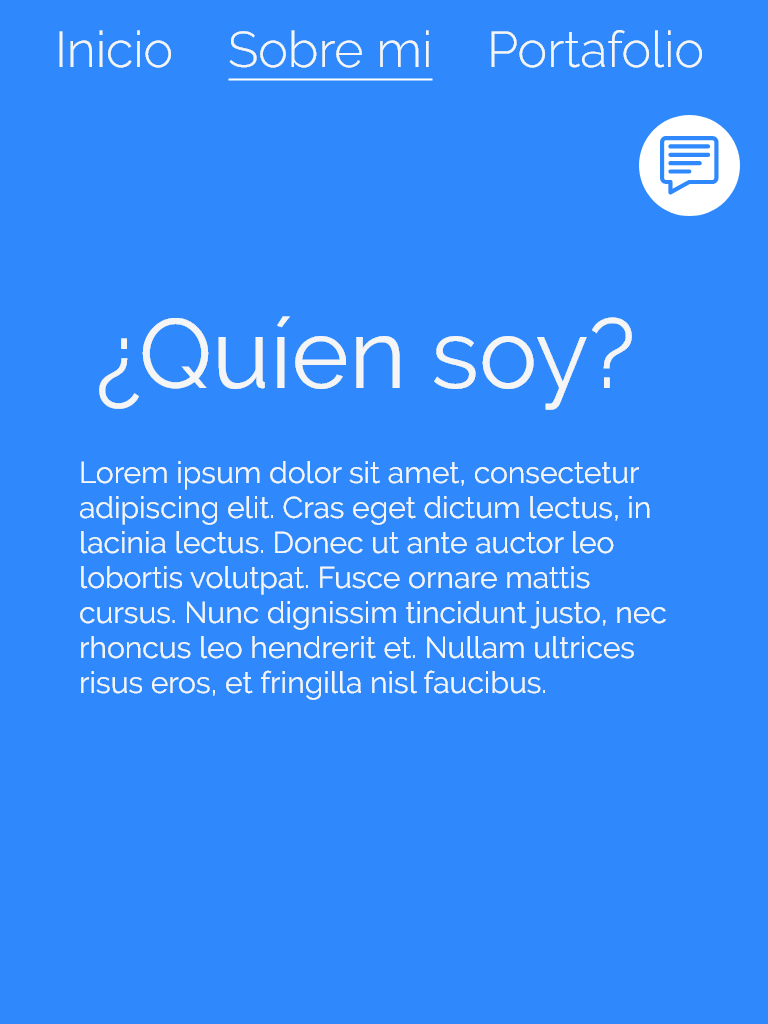 Inicio Sobre mi Portafolio
¿Quíen soy?
Lorem ipsum dolor sit amet, consectetur
adipiscing elit. Cras eget dictum lectus, in
lacinia lectus. Donec ut ante auctor leo
lobortis volutpat. Fusce ornare mattis
cursus. Nunc dignissim tincidunt justo, nec
rhoncus leo hendrerit et. Nullam ultrices
risus eros, et fringilla nisl faucibus.